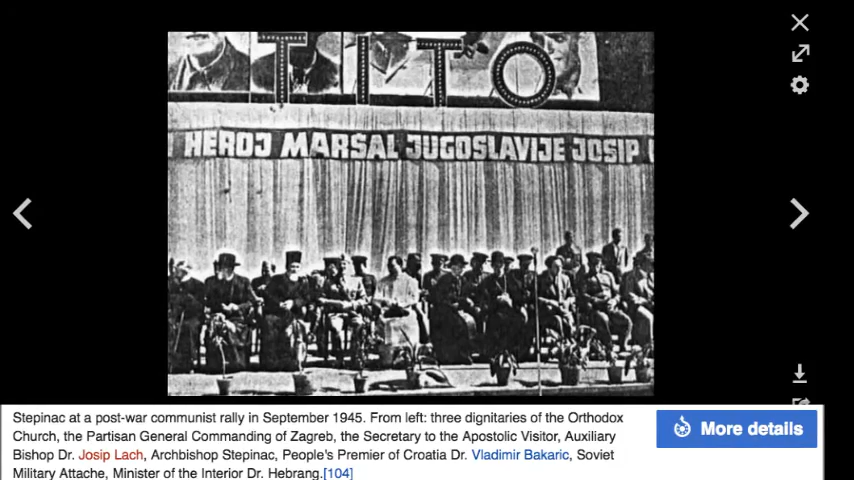 TITO
HEROJ MARŠAL JUGOSLAVIJE JOSIP
Stepinac at a post-war communist rally in September 1945. From left: three dignitaries of the Orthodox
Church, the Partisan General Commanding of Zagreb, the Secretary to the Apostolic Visitor, Auxiliary
Bishop Dr. Josip Lach, Archbishop Stepinac, People's Premier of Croatia Dr. Vladimir Bakaric, Soviet
Military Attache, Minister of the Interior Dr. Hebrang.[104]
More details